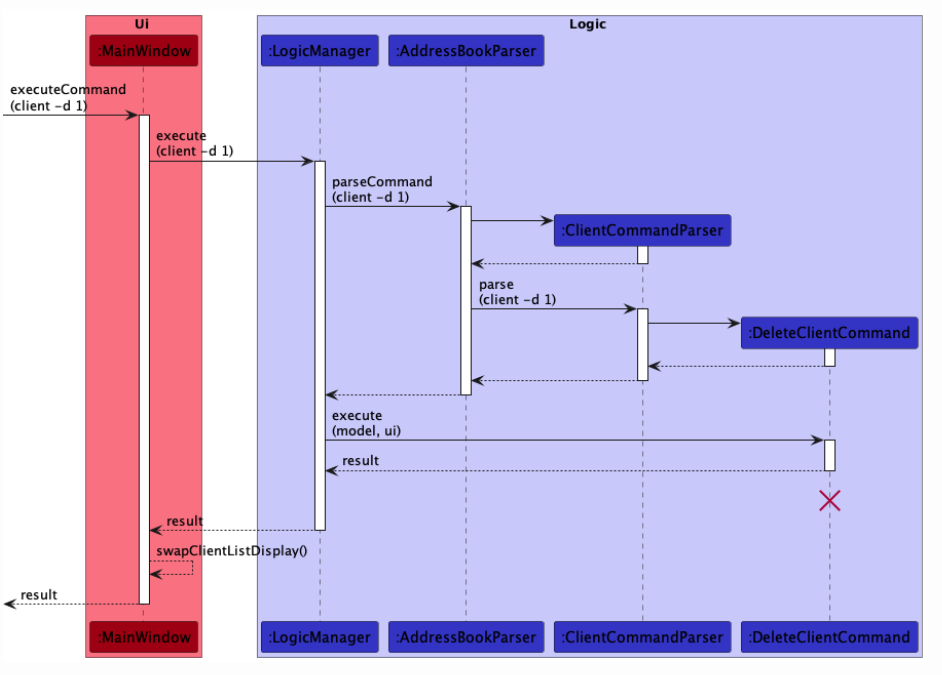 Ui
Logic
:MainWindow
:LogicManager
:AddressBookParser
executeCommand
(client -d 1)
execute
(client -d 1)
parseCommand
(client -d 1)
:ClientCommandParser
parse
(client -d 1)
:DeleteClientCommand
execute
(model, ui)
result
result
swapClientListDisplay()
result
:MainWindow
:LogicManager
:AddressBookParser
:ClientCommandParser
:DeleteClientCommand